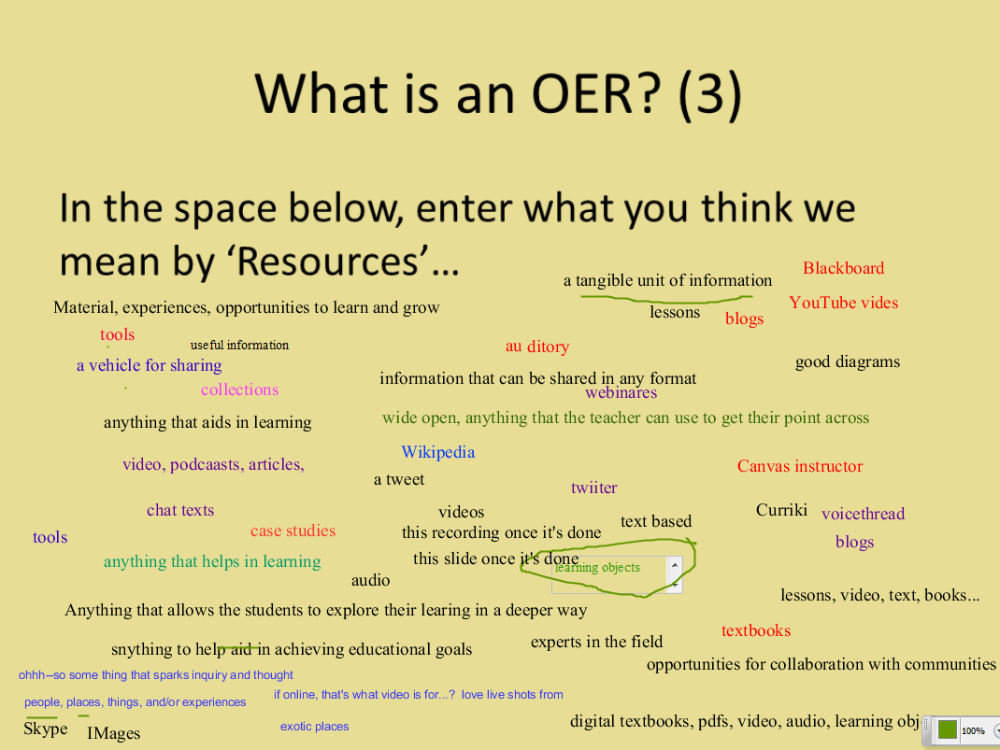 What is an OER? (3)
In the space below, enter what you think we
mean by ‘Resources’…
Blackboard
a tangible unit of information
YouTube vides
Material, experiences, opportunities to learn and grow
lessons
blogs
tools
useful information
au ditory
good diagrams
a vehicle for sharing
information that can be shared in any format
collections
webinares
anything that aids in learning
wide open, anything that the teacher can use to get their point across
Wikipedia
video, podcaasts, articles,
Canvas instructor
a tweet
twiiter
chat texts
videos
Curriki
voicethread
text based
case studies
this recording once it's done
tools
blogs
anything that helps in learning
this slide once it's done
learning objects
audio
lessons, video, text, books...
Anything that allows the students to explore their learing in a deeper way
textbooks
snything to help aid in achieving educational goals
experts in the field
opportunities for collaboration with communities
ohhh--so some thing that sparks inquiry and thought
if online, that's what video is for...? love live shots from
people, places, things, and/or experiences
exotic places
digital textbooks, pdfs, video, audio, learning obj
Skype
IMages
100%